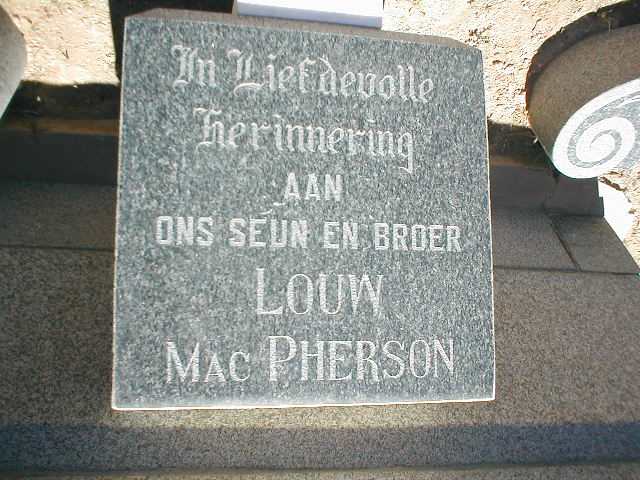 In Liefdevolle
Herinnering
AAN
ONS SEUN EN BROER
LOUW
MAC PHERSON